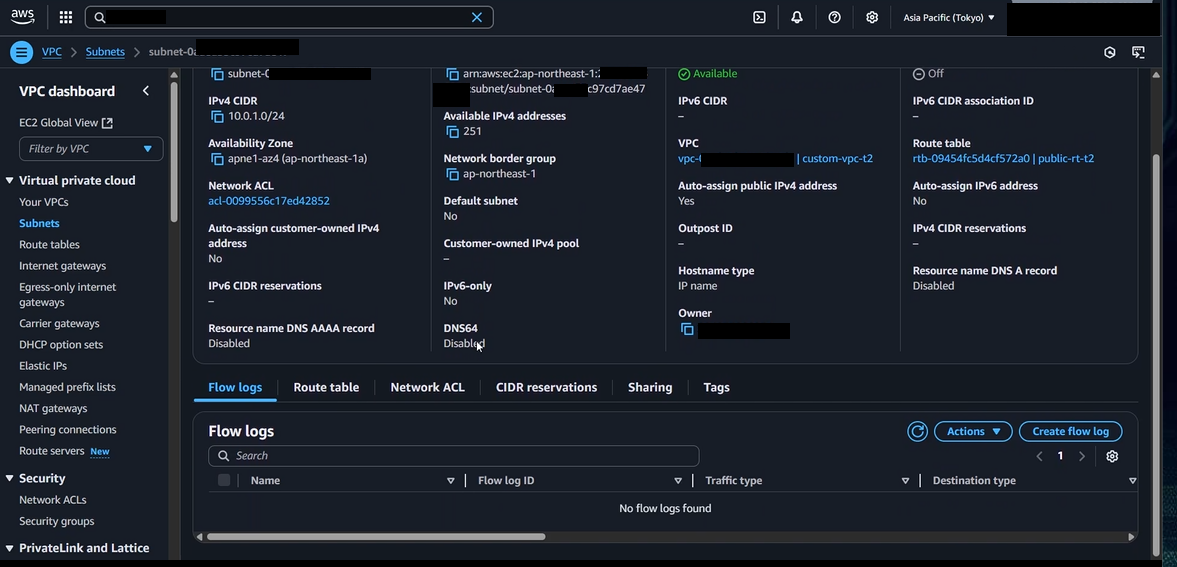 aws
Asia Pacific (Tokyo)
VPC
Subnets
subnet-0a
VPC dashboard
EC2 Global View
Filter by VPC
Virtual private cloud
Your VPCs
Subnets
Route tables
Internet gateways
Egress-only internet
gateways
Carrier gateways
DHCP option sets
Elastic IPs
Managed prefix lists
NAT gateways
Peering connections
Route servers New
Security
Network ACLs
Security groups
PrivateLink and Lattice
subnet-0
IPv4 CIDR
10.0.1.0/24
Availability Zone
apne1-az4 (ap-northeast-1a)
Network ACL
acl-0099556c17ed42852
Auto-assign customer-owned IPv4
address
No
IPv6 CIDR reservations
–
Resource name DNS AAAA record
Disabled
arn:aws:ec2:ap-northeast-1:
:subnet/subnet-0a c97cd7ae47
Available IPv4 addresses
251
Network border group
ap-northeast-1
Default subnet
No
Customer-owned IPv4 pool
–
IPv6-only
No
DNS64
Disabled
Available
IPv6 CIDR
–
VPC
vpc- | custom-vpc-t2
Auto-assign public IPv4 address
Yes
Outpost ID
–
Hostname type
IP name
Owner
Off
IPv6 CIDR association ID
–
Route table
rtb-09454fc5d4cf572a0 | public-rt-t2
Auto-assign IPv6 address
No
IPv4 CIDR reservations
–
Resource name DNS A record
Disabled
Flow logs
Route table
Network ACL
CIDR reservations
Sharing
Tags
Flow logs
Actions
Create flow log
Search
1
Name
Flow log ID
Traffic type
Destination type
No flow logs found